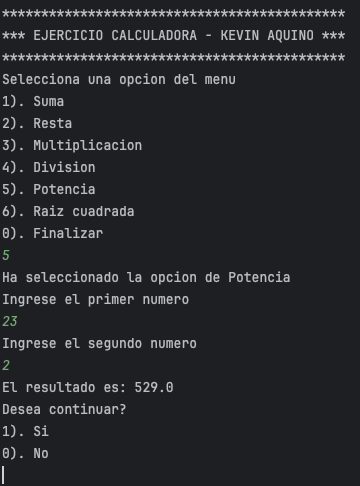 ********************************************
*** EJERCICIO CALCULADORA - KEVIN AQUINO ***
********************************************
Selecciona una opcion del menu
1). Suma
2). Resta
3). Multiplicacion
4). Division
5). Potencia
6). Raiz cuadrada
0). Finalizar
5
Ha seleccionado la opcion de Potencia
Ingrese el primer numero
23
Ingrese el segundo numero
2
El resultado es: 529.0
Desea continuar?
1). Si
0). No